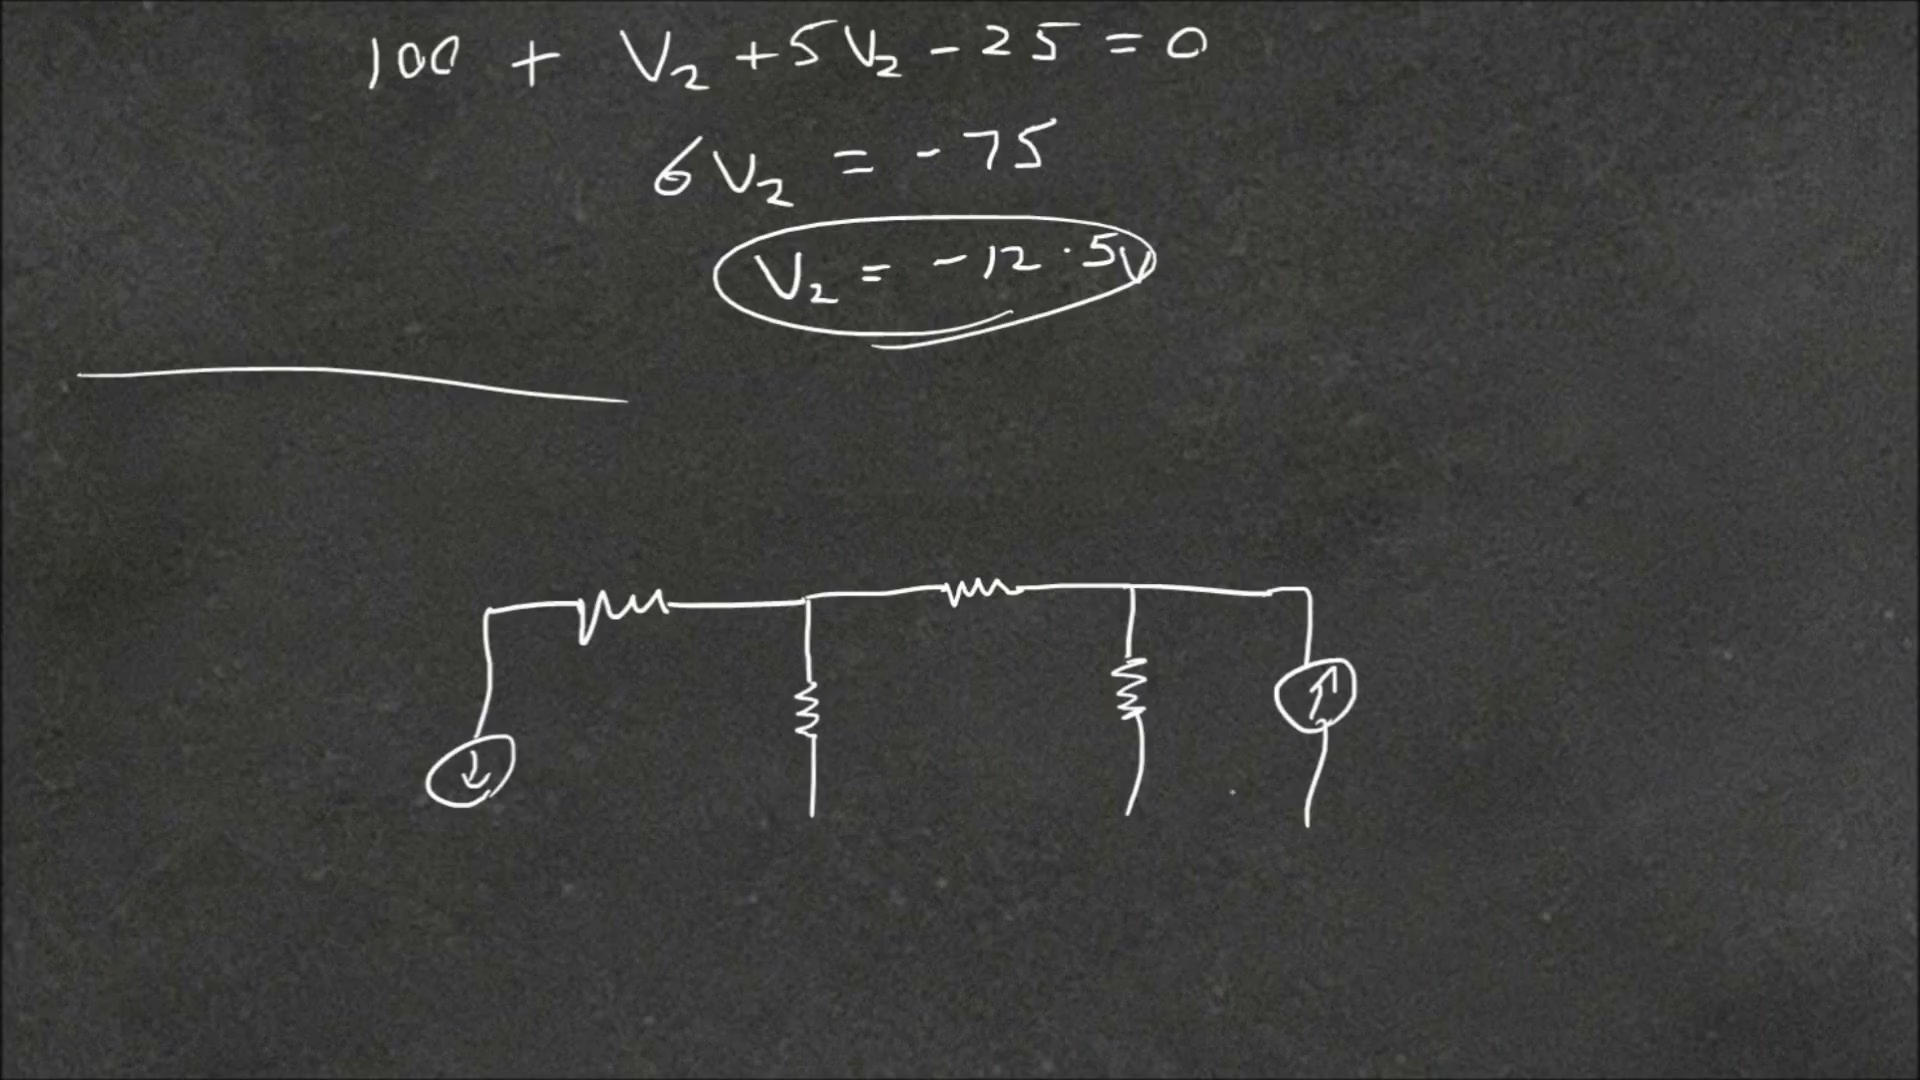 100 + V₂ + 5V₂ - 25 = 0
6V₂ = -75
V₂ = -12.5V